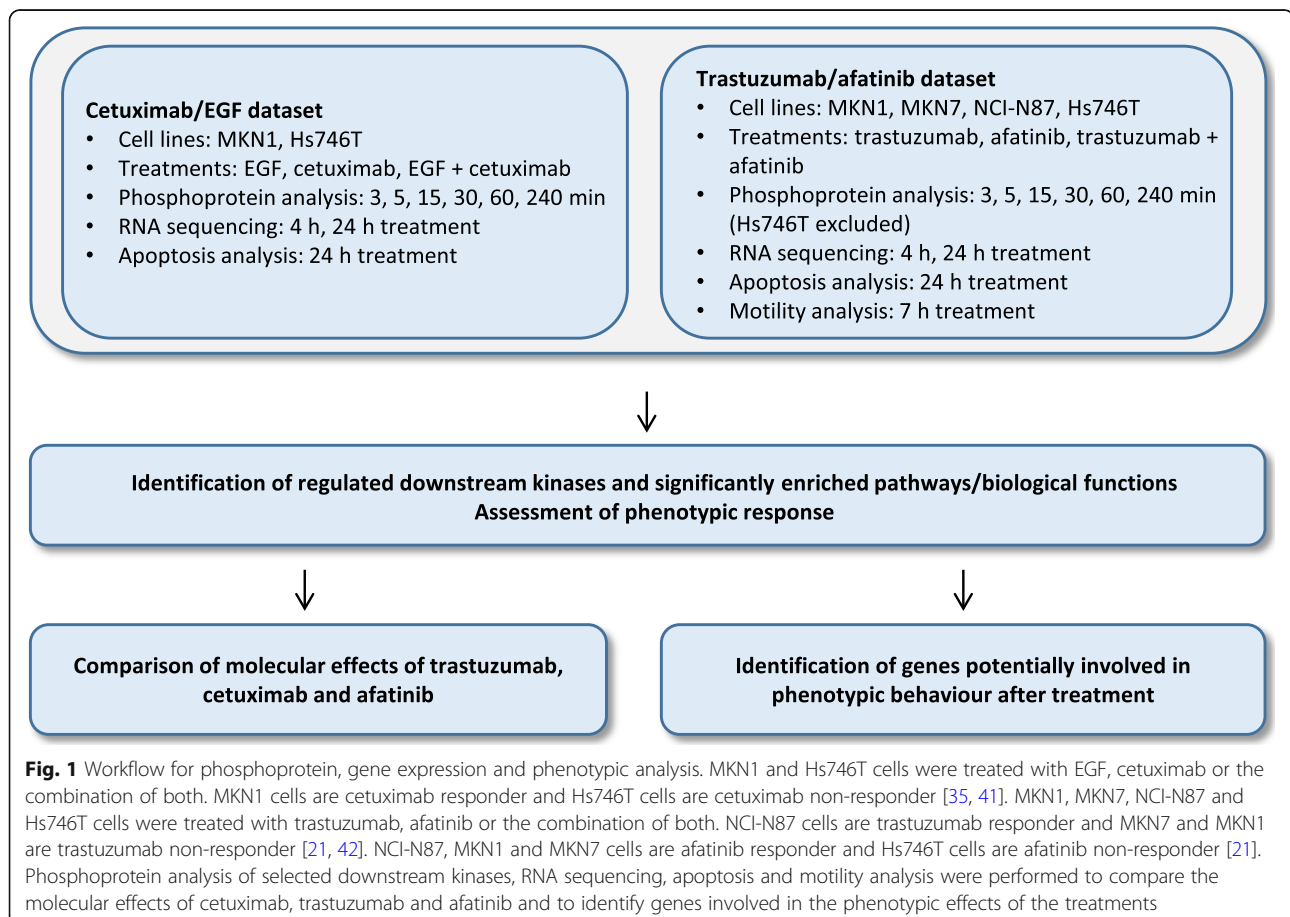 Cetuximab/EGF dataset
• Cell lines: MKN1, Hs746T
• Treatments: EGF, cetuximab, EGF + cetuximab
• Phosphoprotein analysis: 3, 5, 15, 30, 60, 240 min
• RNA sequencing: 4 h, 24 h treatment
• Apoptosis analysis: 24 h treatment
Trastuzumab/afatinib dataset
• Cell lines: MKN1, MKN7, NCI-N87, Hs746T
• Treatments: trastuzumab, afatinib, trastuzumab +
afatinib
• Phosphoprotein analysis: 3, 5, 15, 30, 60, 240 min
(Hs746T excluded)
• RNA sequencing: 4 h, 24 h treatment
• Apoptosis analysis: 24 h treatment
• Motility analysis: 7 h treatment
Identification of regulated downstream kinases and significantly enriched pathways/biological functions
Assessment of phenotypic response
Comparison of molecular effects of trastuzumab,
cetuximab and afatinib
Identification of genes potentially involved in
phenotypic behaviour after treatment
Fig. 1 Workflow for phosphoprotein, gene expression and phenotypic analysis. MKN1 and Hs746T cells were treated with EGF, cetuximab or the
combination of both. MKN1 cells are cetuximab responder and Hs746T cells are cetuximab non-responder [35, 41]. MKN1, MKN7, NCI-N87 and
Hs746T cells were treated with trastuzumab, afatinib or the combination of both. NCI-N87 cells are trastuzumab responder and MKN7 and MKN1
are trastuzumab non-responder [21, 42]. NCI-N87, MKN1 and MKN7 cells are afatinib responder and Hs746T cells are afatinib non-responder [21].
Phosphoprotein analysis of selected downstream kinases, RNA sequencing, apoptosis and motility analysis were performed to compare the
molecular effects of cetuximab, trastuzumab and afatinib and to identify genes involved in the phenotypic effects of the treatments